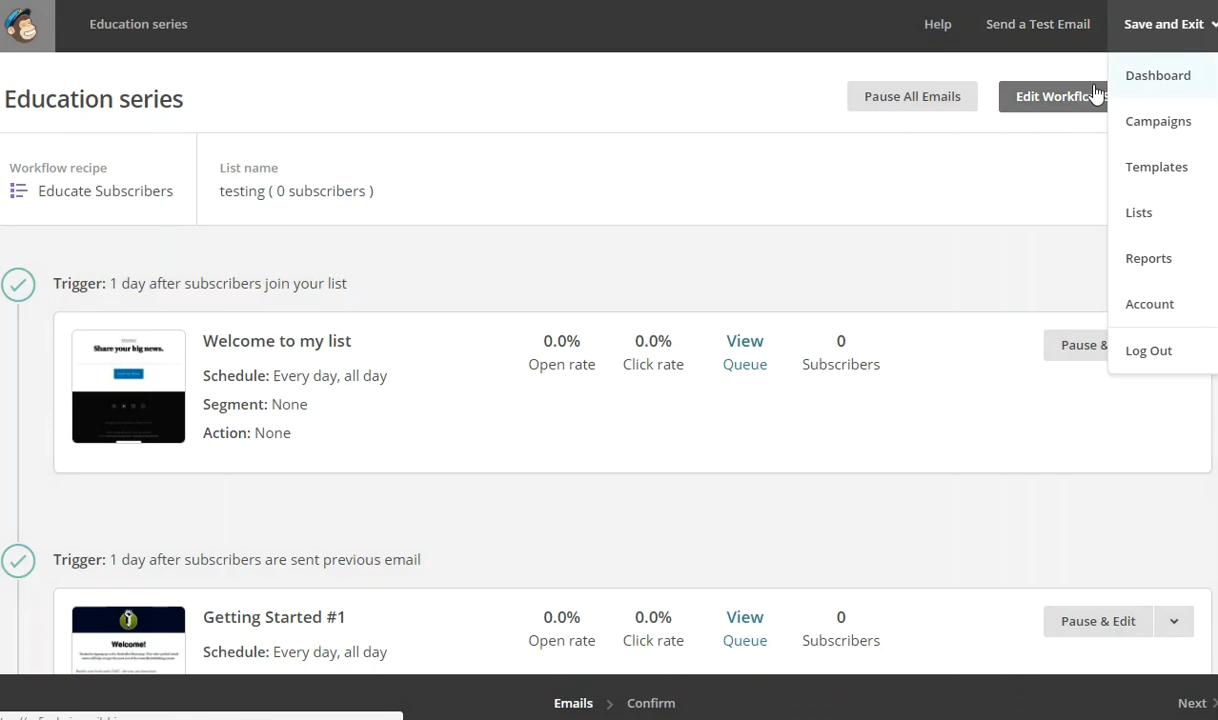 Education series
Help
Send a Test Email
Save and Exit
Dashboard
Campaigns
Templates
Lists
Reports
Account
Log Out
Education series
Pause All Emails
Edit
Workflow recipe
Educate Subscribers
List name
testing ( 0 subscribers )
Trigger: 1 day after subscribers join your list
Share your big news.
Welcome to my list
Schedule: Every day, all day
Segment: None
Action: None
0.0%
Open rate
0.0%
Click rate
View
Queue
0
Subscribers
Pause &
Trigger: 1 day after subscribers are sent previous email
Welcome!
Getting Started #1
Schedule: Every day, all day
0.0%
Open rate
0.0%
Click rate
View
Queue
0
Subscribers
Pause & Edit
Emails > Confirm
Next >